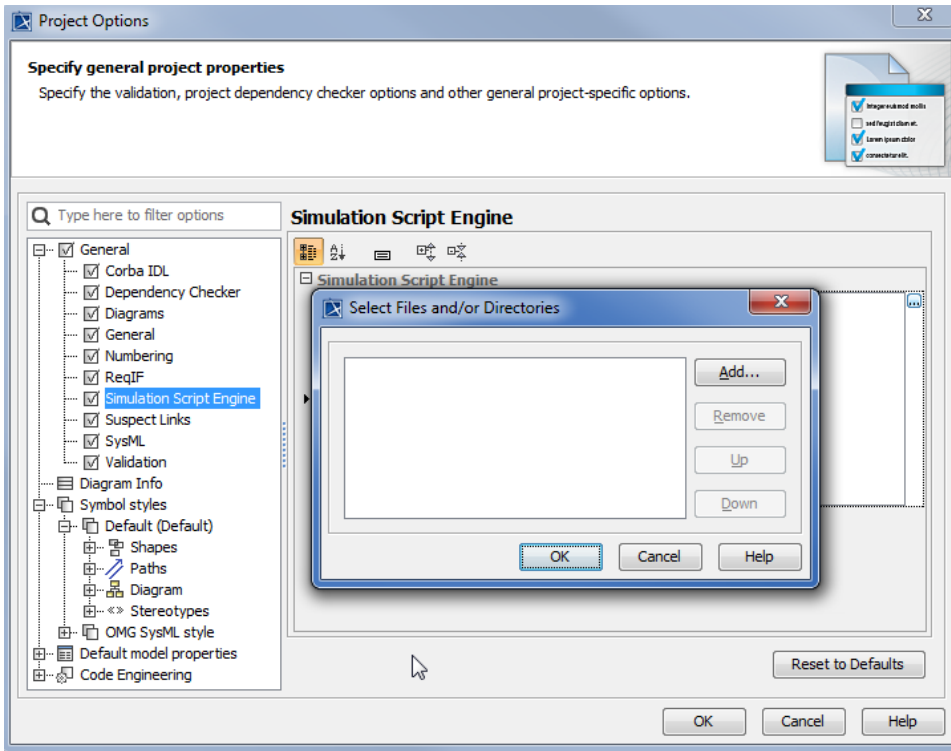 Project Options
Specify general project properties
Specify the validation, project dependency checker options and other general project-specific options.
Type here to filter options
General
Corba IDL
Dependency Checker
Diagrams
General
Numbering
ReqIF
Simulation Script Engine
Suspect Links
SysML
Validation
Diagram Info
Symbol styles
Default (Default)
Shapes
Paths
Diagram
Stereotypes
OMG SysML style
Default model properties
Code Engineering
Simulation Script Engine
Simulation Script Engine
Select Files and/or Directories
Add...
Remove
Up
Down
OK Cancel Help
Reset to Defaults
OK Cancel Help